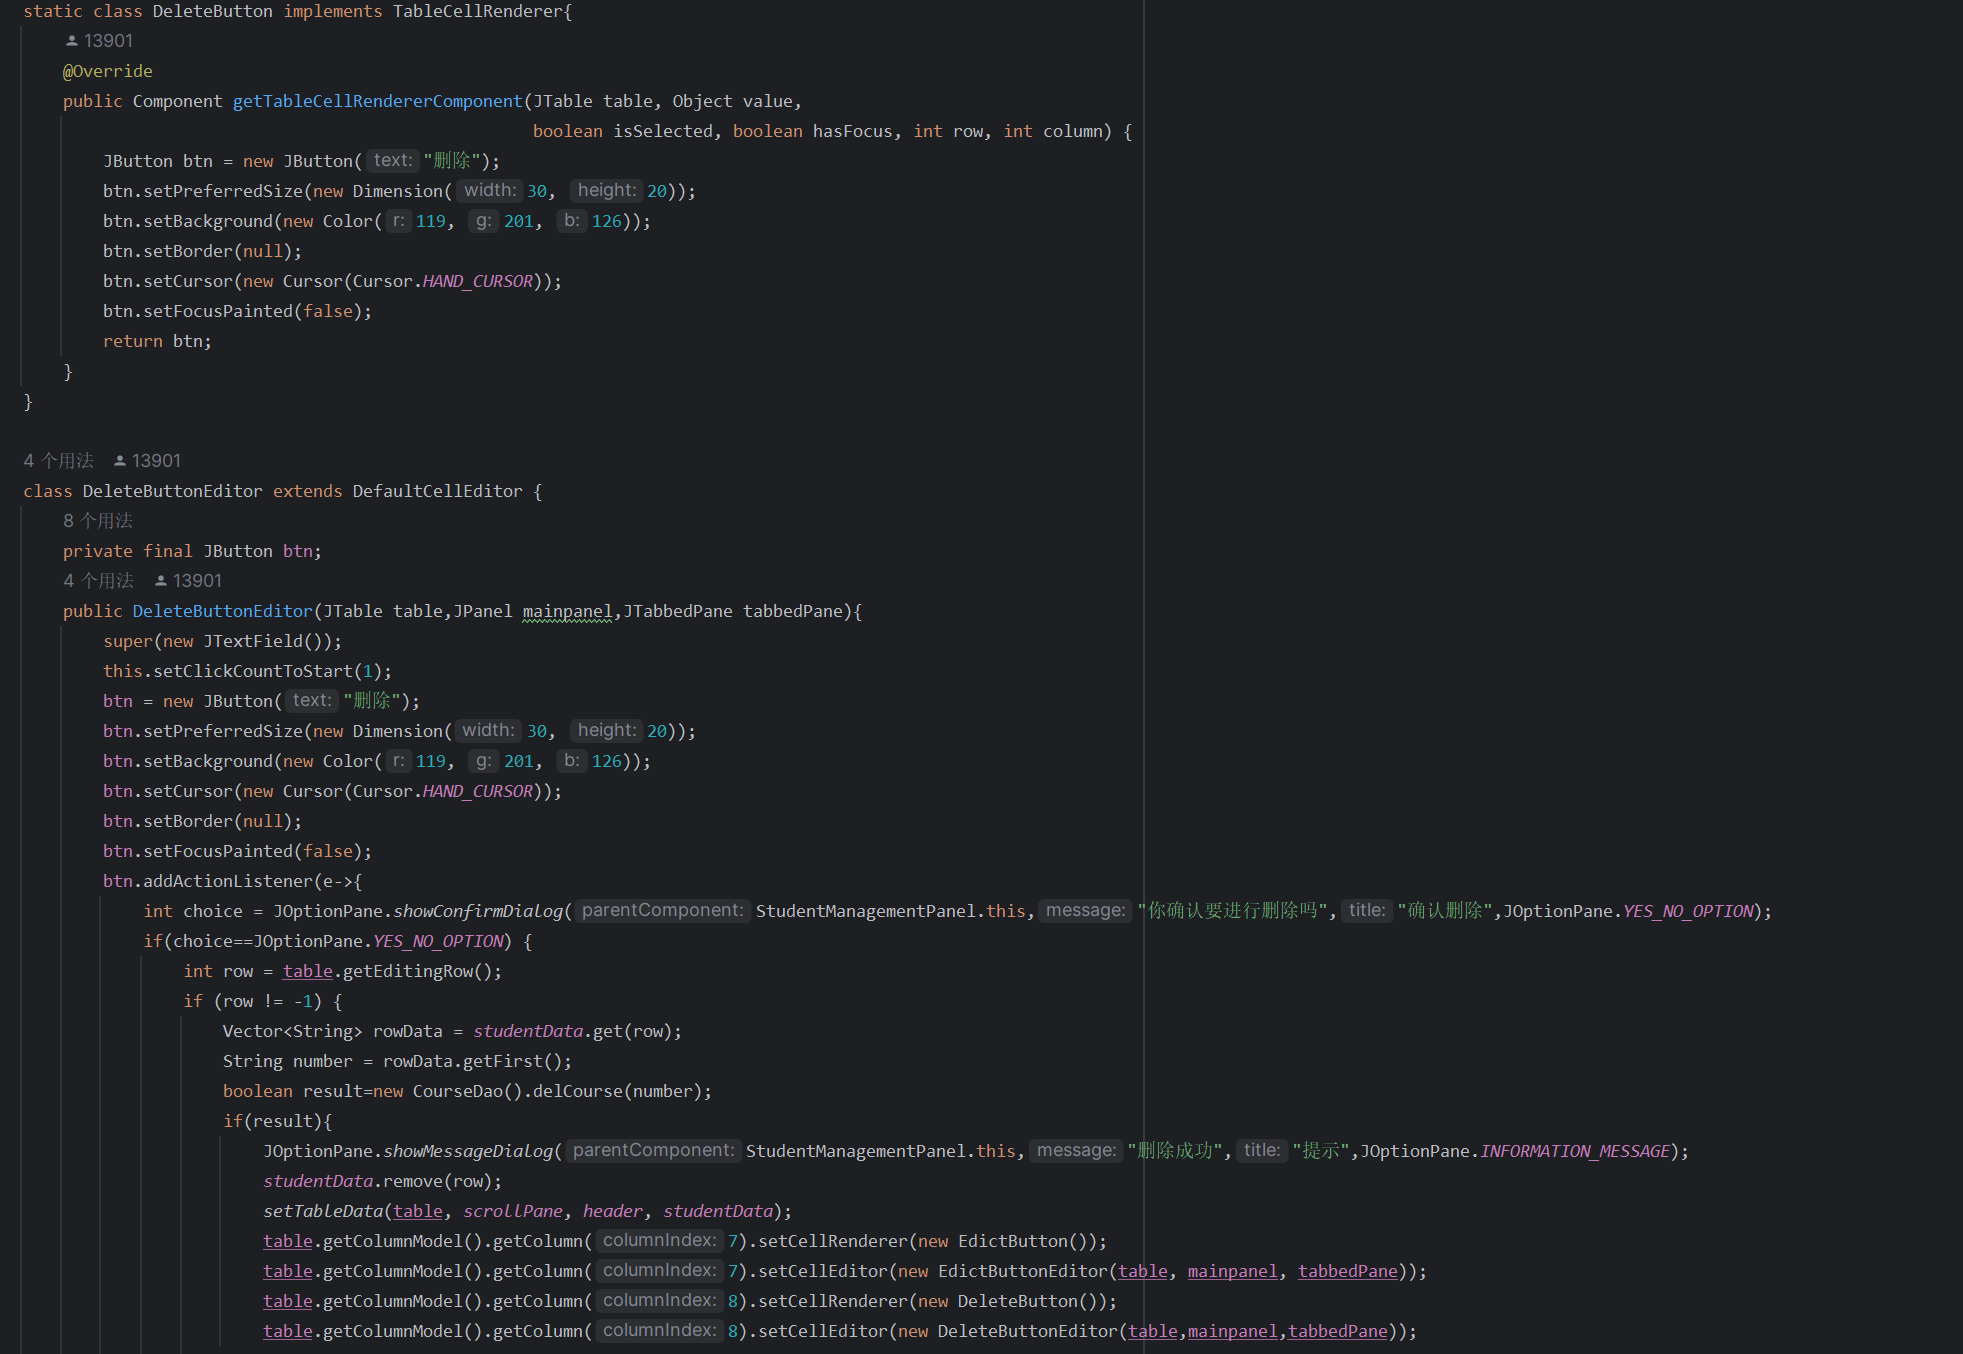 static class DeleteButton implements TableCellRenderer{
13901
@Override
public Component getTableCellRendererComponent(JTable table, Object value,
boolean isSelected, boolean hasFocus, int row, int column) {
JButton btn = new JButton( text: "删除");
btn.setPreferredSize(new Dimension( width: 30, height: 20));
btn.setBackground(new Color( r: 119, g: 201, b: 126));
btn.setBorder(null);
btn.setCursor(new Cursor(Cursor.HAND_CURSOR));
btn.setFocusPainted(false);
return btn;
}
}
4 个用法 13901
class DeleteButtonEditor extends DefaultCellEditor {
8 个用法
private final JButton btn;
4 个用法 13901
public DeleteButtonEditor(JTable table,JPanel mainpanel,JTabbedPane tabbedPane){
super(new JTextField());
this.setClickCountToStart(1);
btn = new JButton( text: "删除");
btn.setPreferredSize(new Dimension( width: 30, height: 20));
btn.setBackground(new Color( r: 119, g: 201, b: 126));
btn.setCursor(new Cursor(Cursor.HAND_CURSOR));
btn.setBorder(null);
btn.setFocusPainted(false);
btn.addActionListener(e->{
int choice = JOptionPane.showConfirmDialog( parentComponent: StudentManagementPanel.this, message: "你确认要进行删除吗", title: "确认删除",JOptionPane.YES_NO_OPTION);
if(choice==JOptionPane.YES_NO_OPTION) {
int row = table.getEditingRow();
if (row != -1) {
Vector<String> rowData = studentData.get(row);
String number = rowData.getFirst();
boolean result=new CourseDao().delCourse(number);
if(result){
JOptionPane.showMessageDialog( parentComponent: StudentManagementPanel.this, message: "删除成功", title: "提示",JOptionPane.INFORMATION_MESSAGE);
studentData.remove(row);
setTableData(table, scrollPane, header, studentData);
table.getColumnModel().getColumn( columnIndex: 7).setCellRenderer(new EdictButton());
table.getColumnModel().getColumn( columnIndex: 7).setCellEditor(new EdictButtonEditor(table, mainpanel, tabbedPane));
table.getColumnModel().getColumn( columnIndex: 8).setCellRenderer(new DeleteButton());
table.getColumnModel().getColumn( columnIndex: 8).setCellEditor(new DeleteButtonEditor(table,mainpanel,tabbedPane));